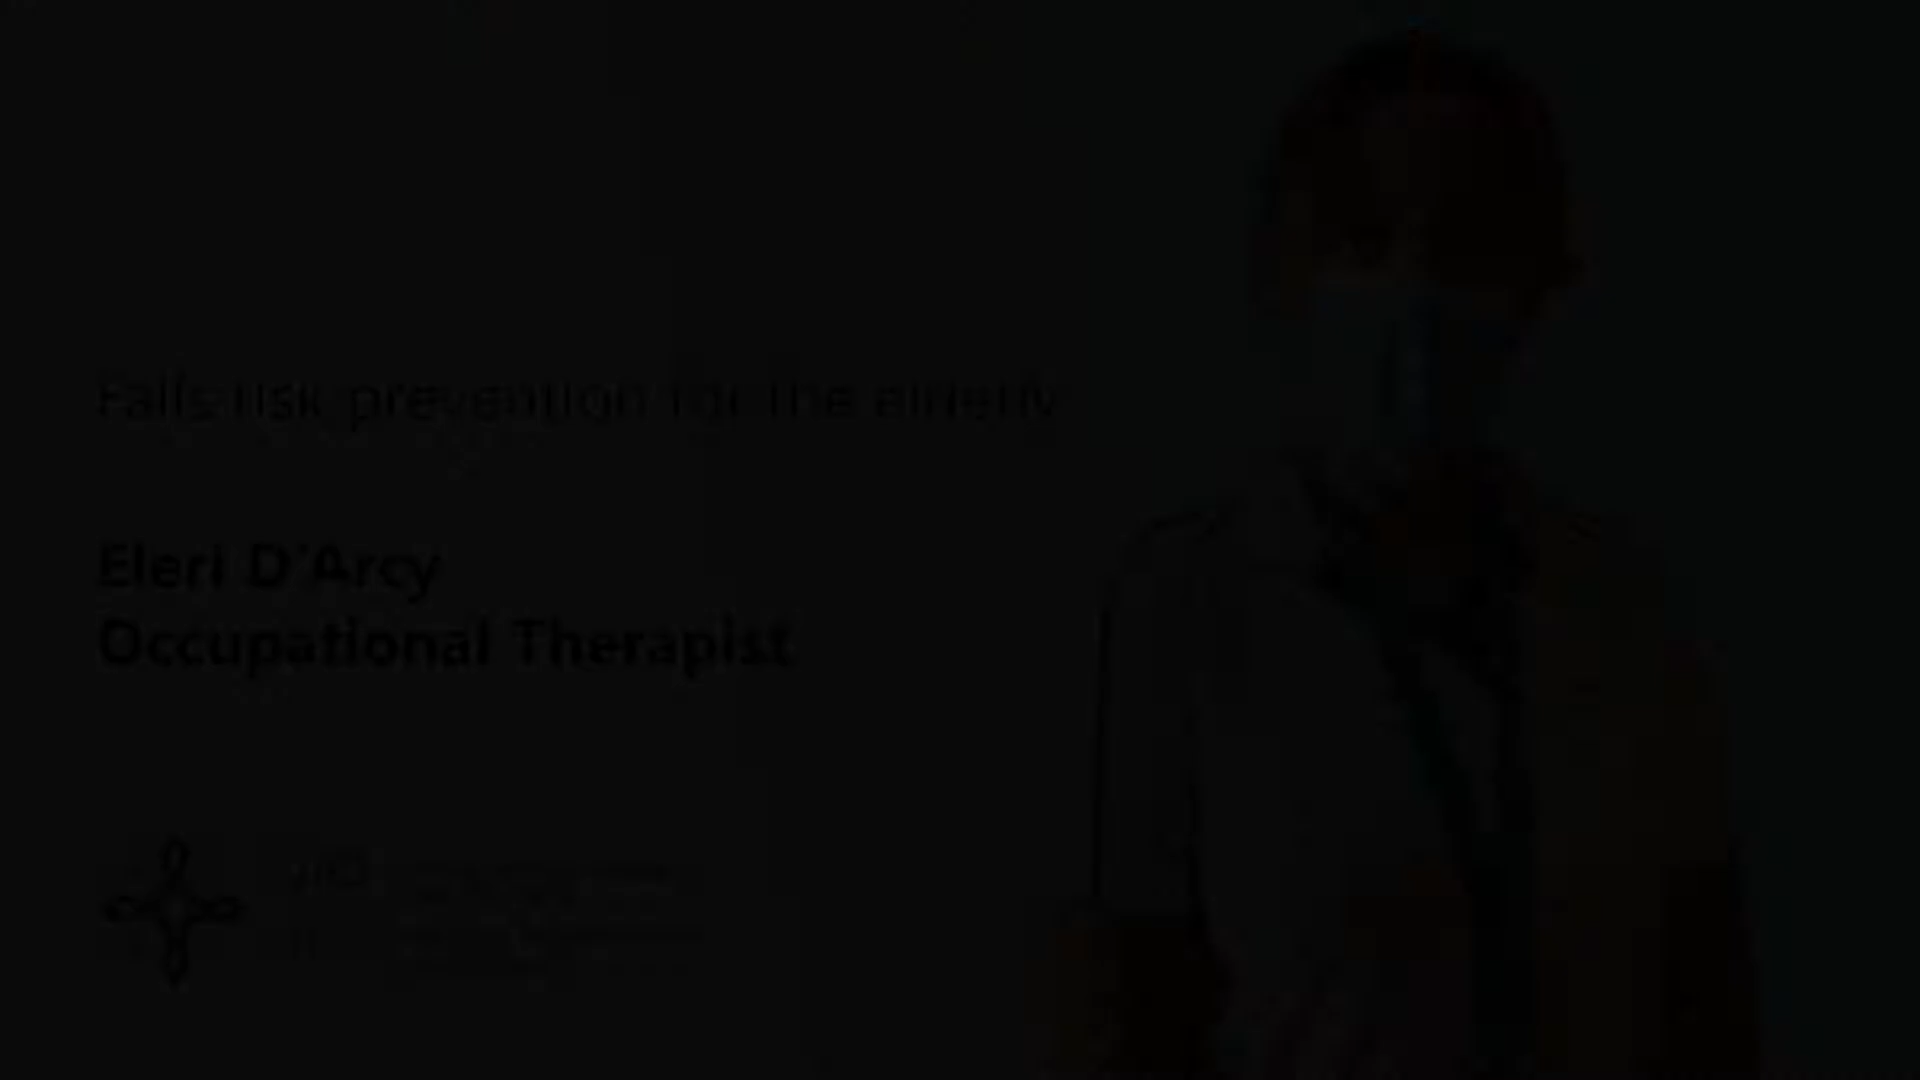 Falls risk prevention for the elderly
Eleri D'Arcy
Occupational Therapist